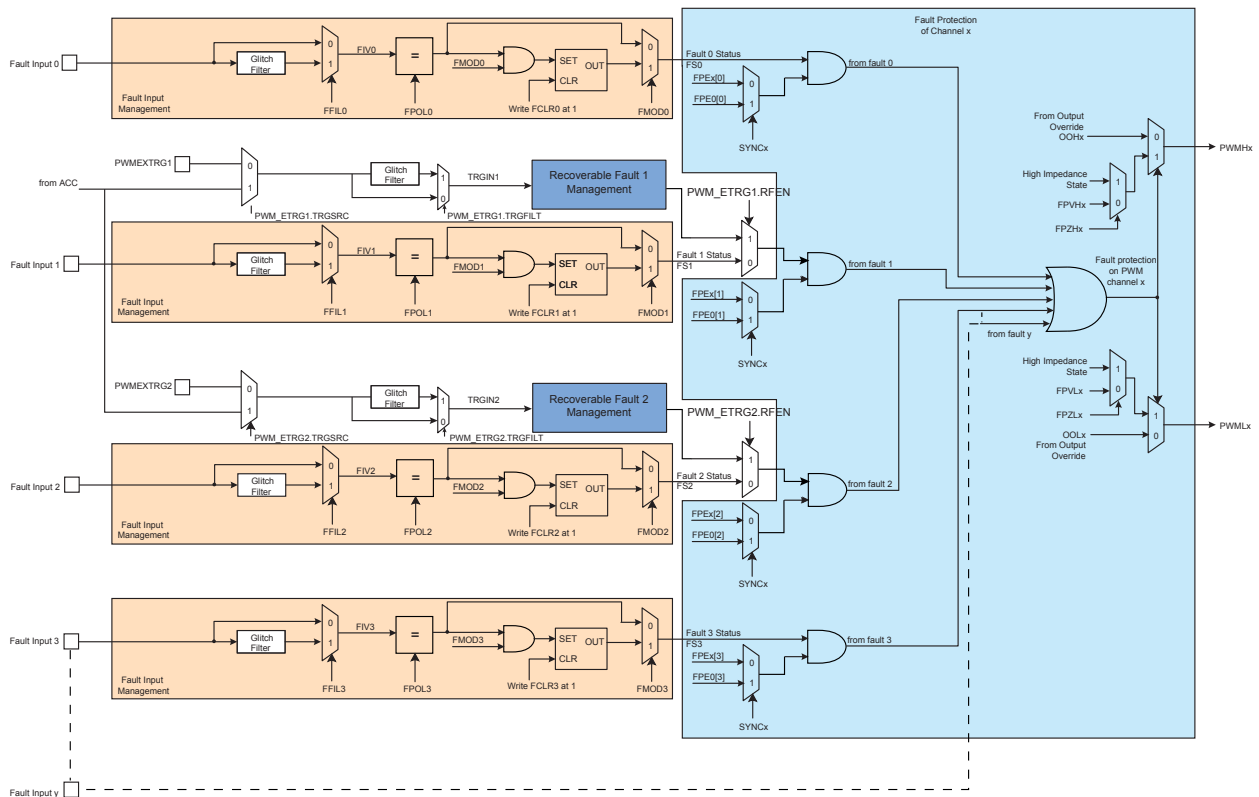 Fault Protection
of Channel x
Fault Input 0
Glitch
Filter
0
1
FIV0
=
FMOD0
SET
OUT
CLR
0
1
Fault 0 Status
FS0
FPEx[0]
FPE0[0]
0
1
from fault 0
Fault Input
Management
FFIL0
FPOL0
Write FCLR0 at 1
FMOD0
SYNCx
From Output
Override
OOHx
0
1
PWMHx
High Impedance
State
FPVHx
FPZHx
1
0
PWMEXTRG1
from ACC
0
1
Glitch
Filter
1
0
TRGIN1
Recoverable Fault 1
Management
PWM_ETRG1.RFEN
PWM_ETRG1.TRGSRC
PWM_ETRG1.TRGFILT
Fault Input 1
Glitch
Filter
0
1
FIV1
=
FMOD1
SET
OUT
CLR
0
1
Fault 1 Status
FS1
1
0
from fault 1
FPEx[1]
FPE0[1]
0
1
Fault Input
Management
FFIL1
FPOL1
Write FCLR1 at 1
FMOD1
SYNCx
Fault protection
on PWM
channel x
from fault y
PWMEXTRG2
0
1
Glitch
Filter
1
0
TRGIN2
Recoverable Fault 2
Management
PWM_ETRG2.RFEN
PWM_ETRG2.TRGSRC
PWM_ETRG2.TRGFILT
High Impedance
State
FPVLx
FPZLx
1
0
OOLx
From Output
Override
1
0
PWMLx
Fault Input 2
Glitch
Filter
0
1
FIV2
=
FMOD2
SET
OUT
CLR
0
1
Fault 2 Status
FS2
1
0
from fault 2
FPEx[2]
FPE0[2]
0
1
Fault Input
Management
FFIL2
FPOL2
Write FCLR2 at 1
FMOD2
SYNCx
Fault Input 3
Glitch
Filter
0
1
FIV3
=
FMOD3
SET
OUT
CLR
0
1
Fault 3 Status
FS3
FPEx[3]
FPE0[3]
0
1
from fault 3
Fault Input
Management
FFIL3
FPOL3
Write FCLR3 at 1
FMOD3
SYNCx
Fault Input y